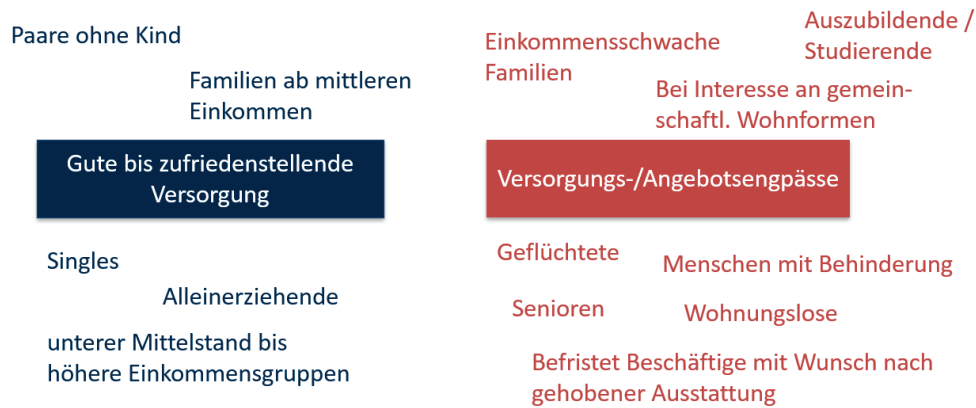 Paare ohne Kind
Familien ab mittleren
Einkommen
Gute bis zufriedenstellende
Versorgung
Singles
Alleinerziehende
unterer Mittelstand bis
höhere Einkommensgruppen
Auszubildende /
Studierende
Einkommensschwache
Familien
Bei Interesse an gemein-
schaftl. Wohnformen
Versorgungs-/Angebotsengpässe
Geflüchtete
Menschen mit Behinderung
Senioren
Wohnungslose
Befristet Beschäftige mit Wunsch nach
gehobener Ausstattung